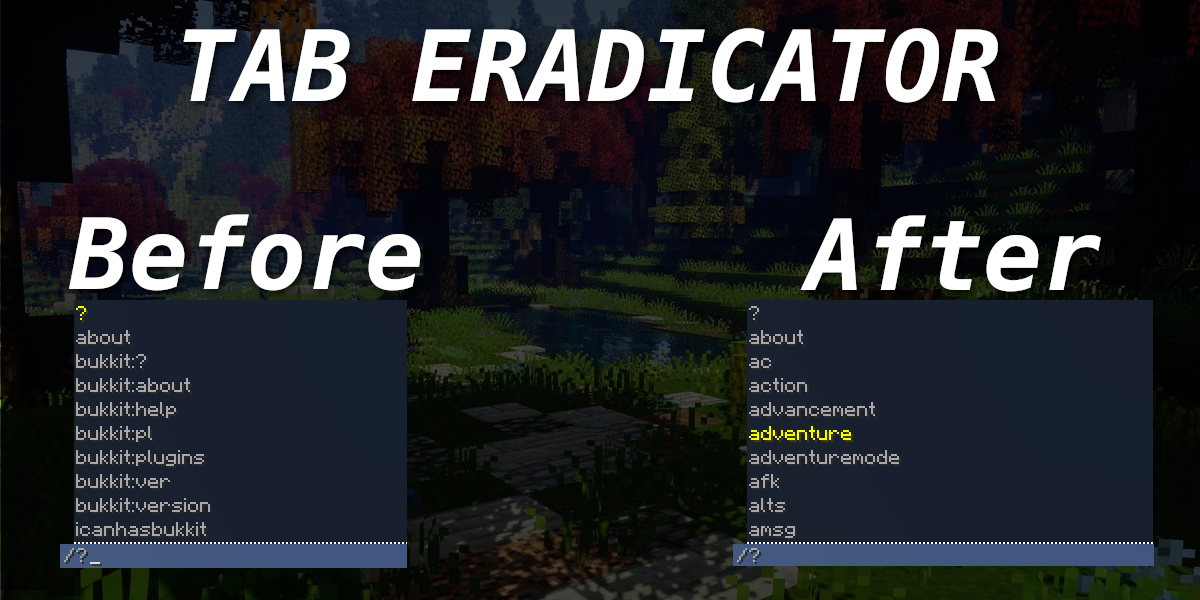 TAB ERADICATOR
Before
?
about
bukkit:?
bukkit:about
bukkit:help
bukkit:pl
bukkit:plugins
bukkit:ver
bukkit:version
icanhasbukkit
/?_
After
?
about
ac
action
advancement
adventure
adventuremode
afk
alts
amsg
/?